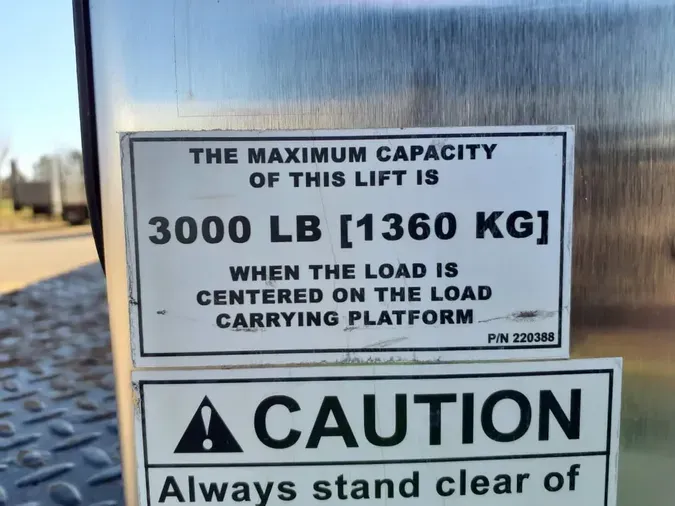 THE MAXIMUM CAPACITY
OF THIS LIFT IS
3000 LB [1360 KG]
WHEN THE LOAD IS
CENTERED ON THE LOAD
CARRYING PLATFORM
P/N 220388
CAUTION
Always stand clear of